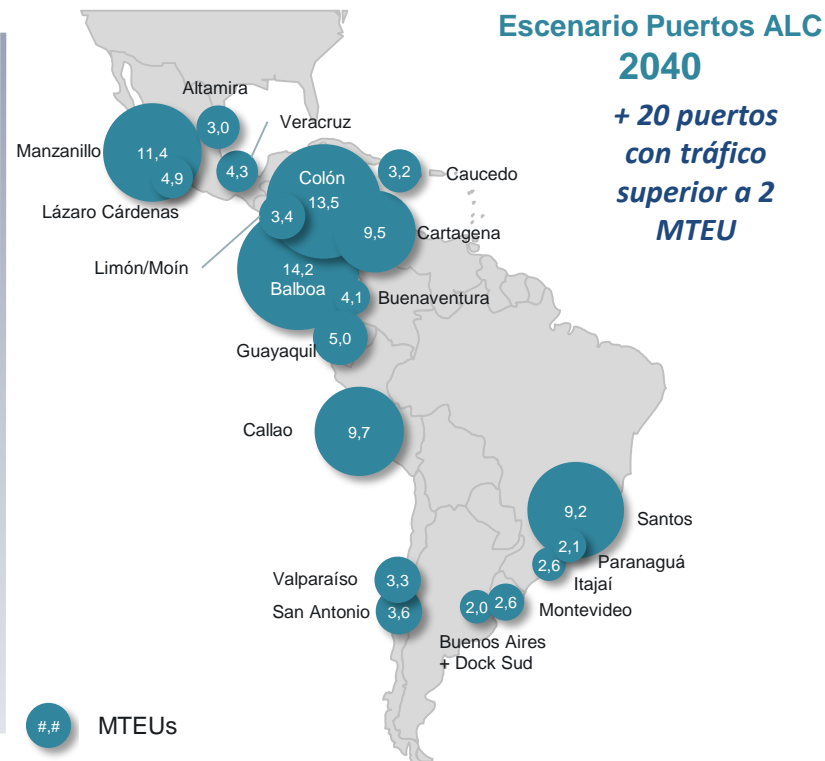 Escenario Puertos ALC
2040
+ 20 puertos
con tráfico
superior a 2
MTEU
Altamira
3,0
Veracruz
4,3
Manzanillo
11,4
4,9
Lázaro Cárdenas
Colón
13,5
3,2
Caucedo
3,4
Limón/Moín
9,5
Cartagena
14,2
Balboa
4,1
Buenaventura
5,0
Guayaquil
Callao
9,7
9,2
Santos
2,1
Paranaguá
2,6
Itajaí
Valparaíso
3,3
San Antonio
3,6
2,0
2,6
Montevideo
Buenos Aires
+ Dock Sud
#,#
MTEUs